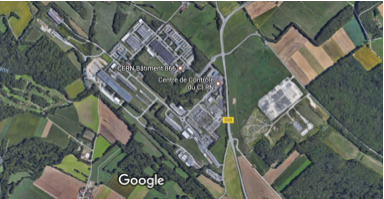 CERN Bâtiment 866
Centre de Contrôle
du CERN
Google